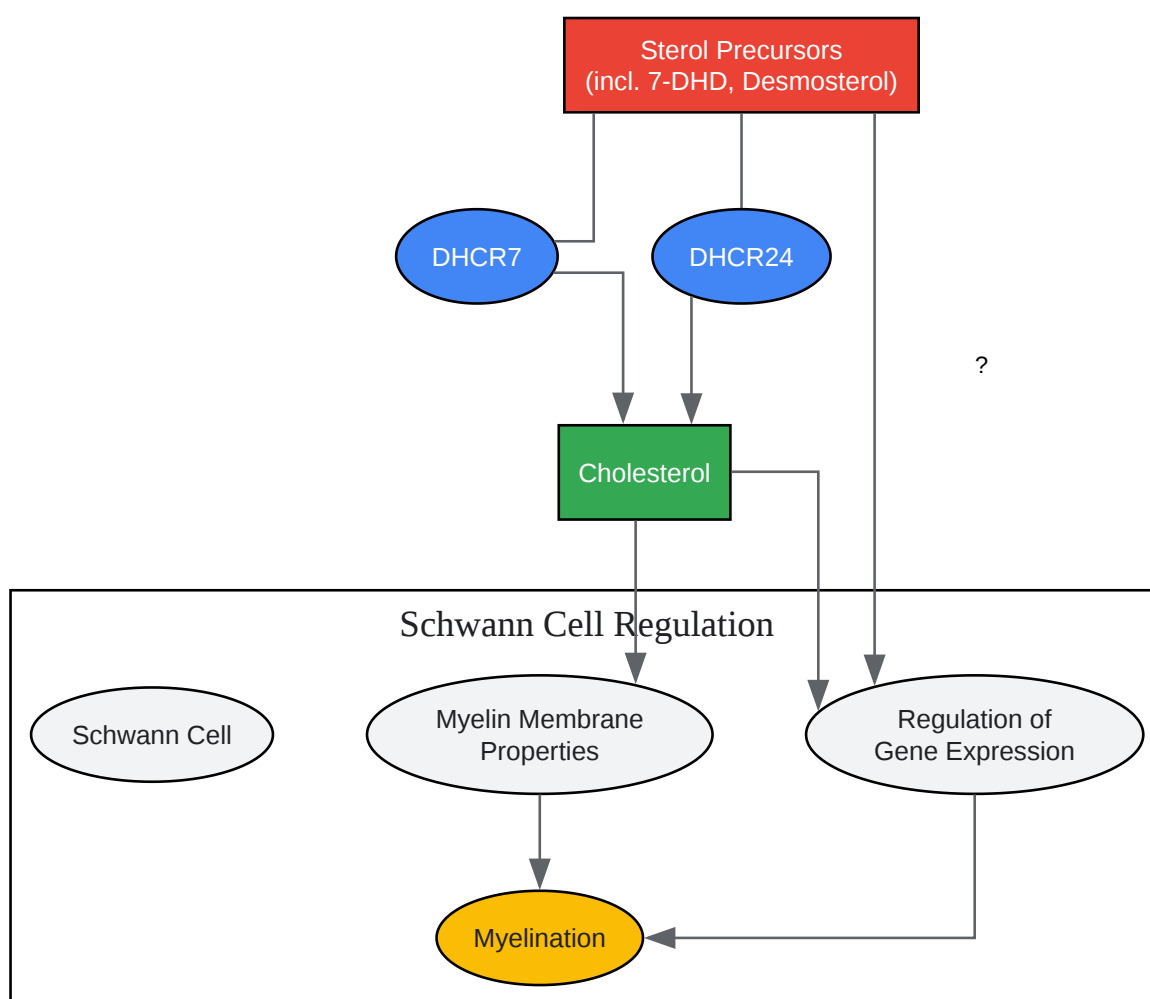 Sterol Precursors
(incl. 7-DHD, Desmosterol)
DHCR7
DHCR24
?
Cholesterol
Schwann Cell Regulation
Schwann Cell
Myelin Membrane
Properties
Regulation of
Gene Expression
Myelination